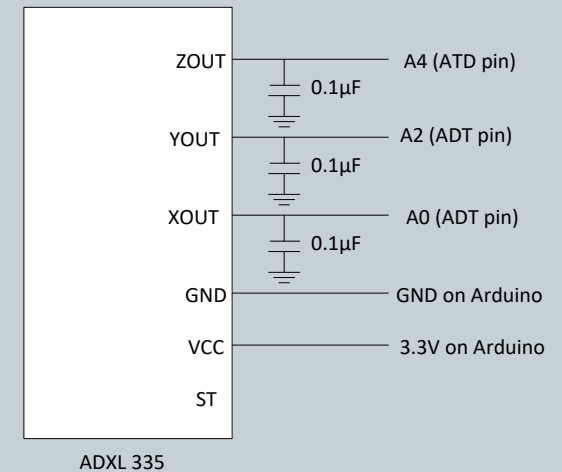 ZOUT A4 (ATD pin)
0.1µF
YOUT A2 (ADT pin)
0.1µF
XOUT A0 (ADT pin)
0.1µF
GND GND on Arduino
VCC 3.3V on Arduino
ST
ADXL 335